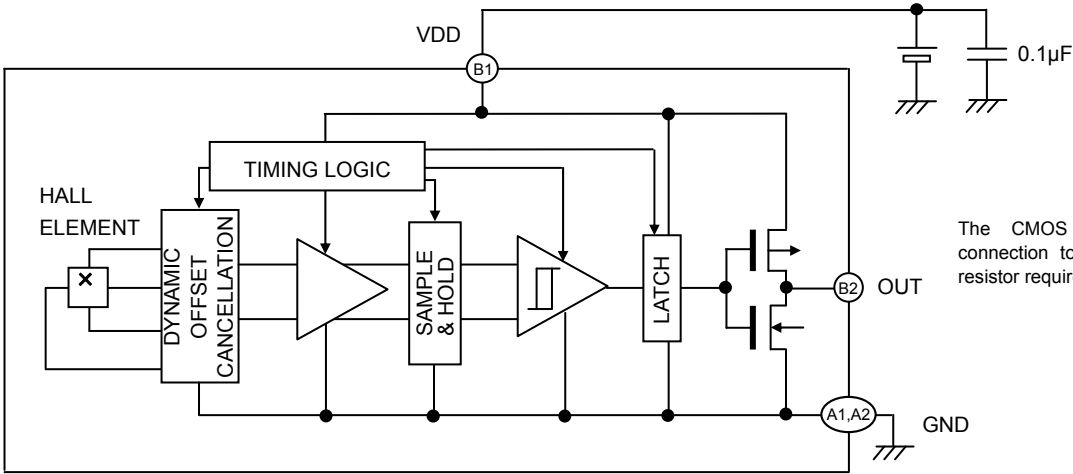 VDD
B1
0.1µF
TIMING LOGIC
HALL
ELEMENT
DYNAMIC
OFFSET
CANCELLATION
SAMPLE
& HOLD
LATCH
B2
OUT
The CMOS
connection to
resistor requir
A1,A2
GND